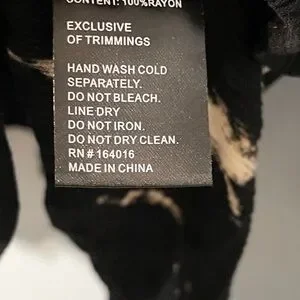 CONTENT: 100%RAYON
EXCLUSIVE
OF TRIMMINGS
HAND WASH COLD
SEPARATELY.
DO NOT BLEACH.
LINE DRY
DO NOT IRON.
DO NOT DRY CLEAN.
RN # 164016
MADE IN CHINA